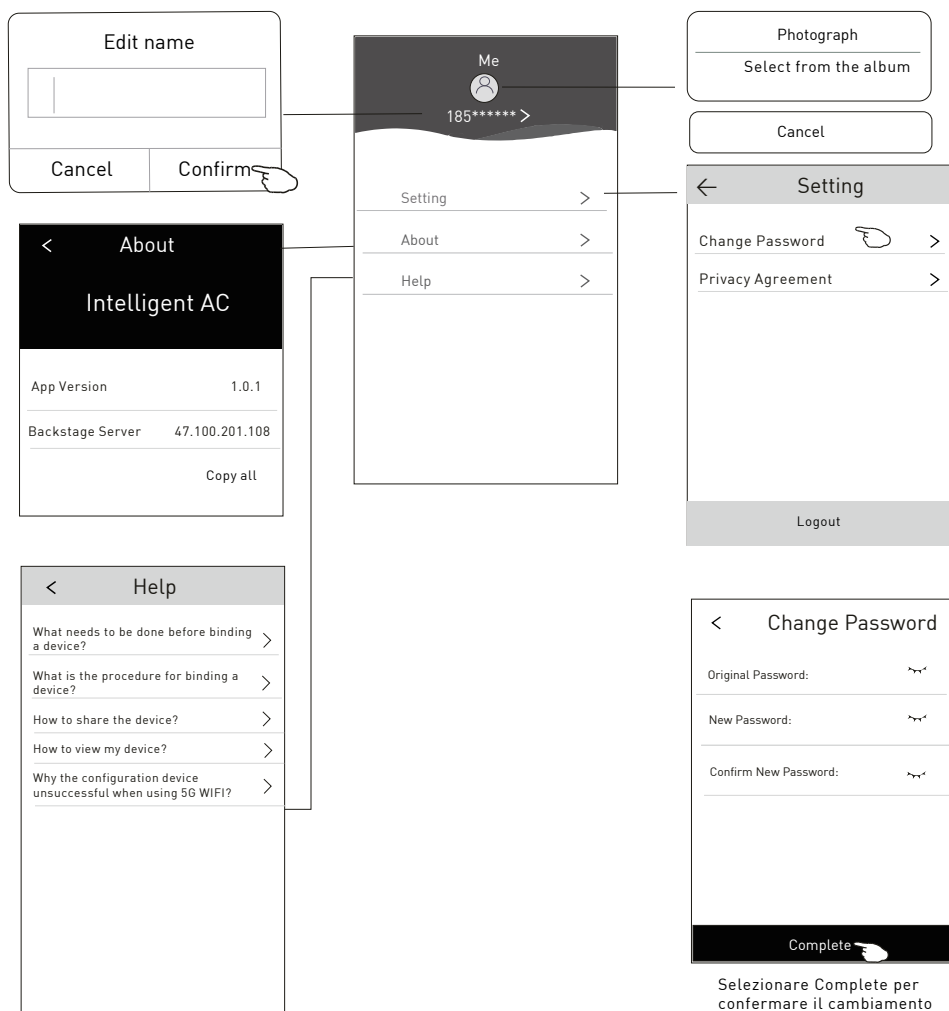 Edit name
Cancel
Confirm
Me
185******
Photograph
Select from the album
Cancel
Setting
About
Help
Setting
Change Password
Privacy Agreement
Logout
About
Intelligent AC
App Version 1.0.1
Backstage Server 47.100.201.108
Copy all
Help
What needs to be done before binding
a device?
What is the procedure for binding a
device?
How to share the device?
How to view my device?
Why the configuration device
unsuccessful when using 5G WIFI?
Change Password
Original Password:
New Password:
Confirm New Password:
Complete
Selezionare Complete per
confermare il cambiamento